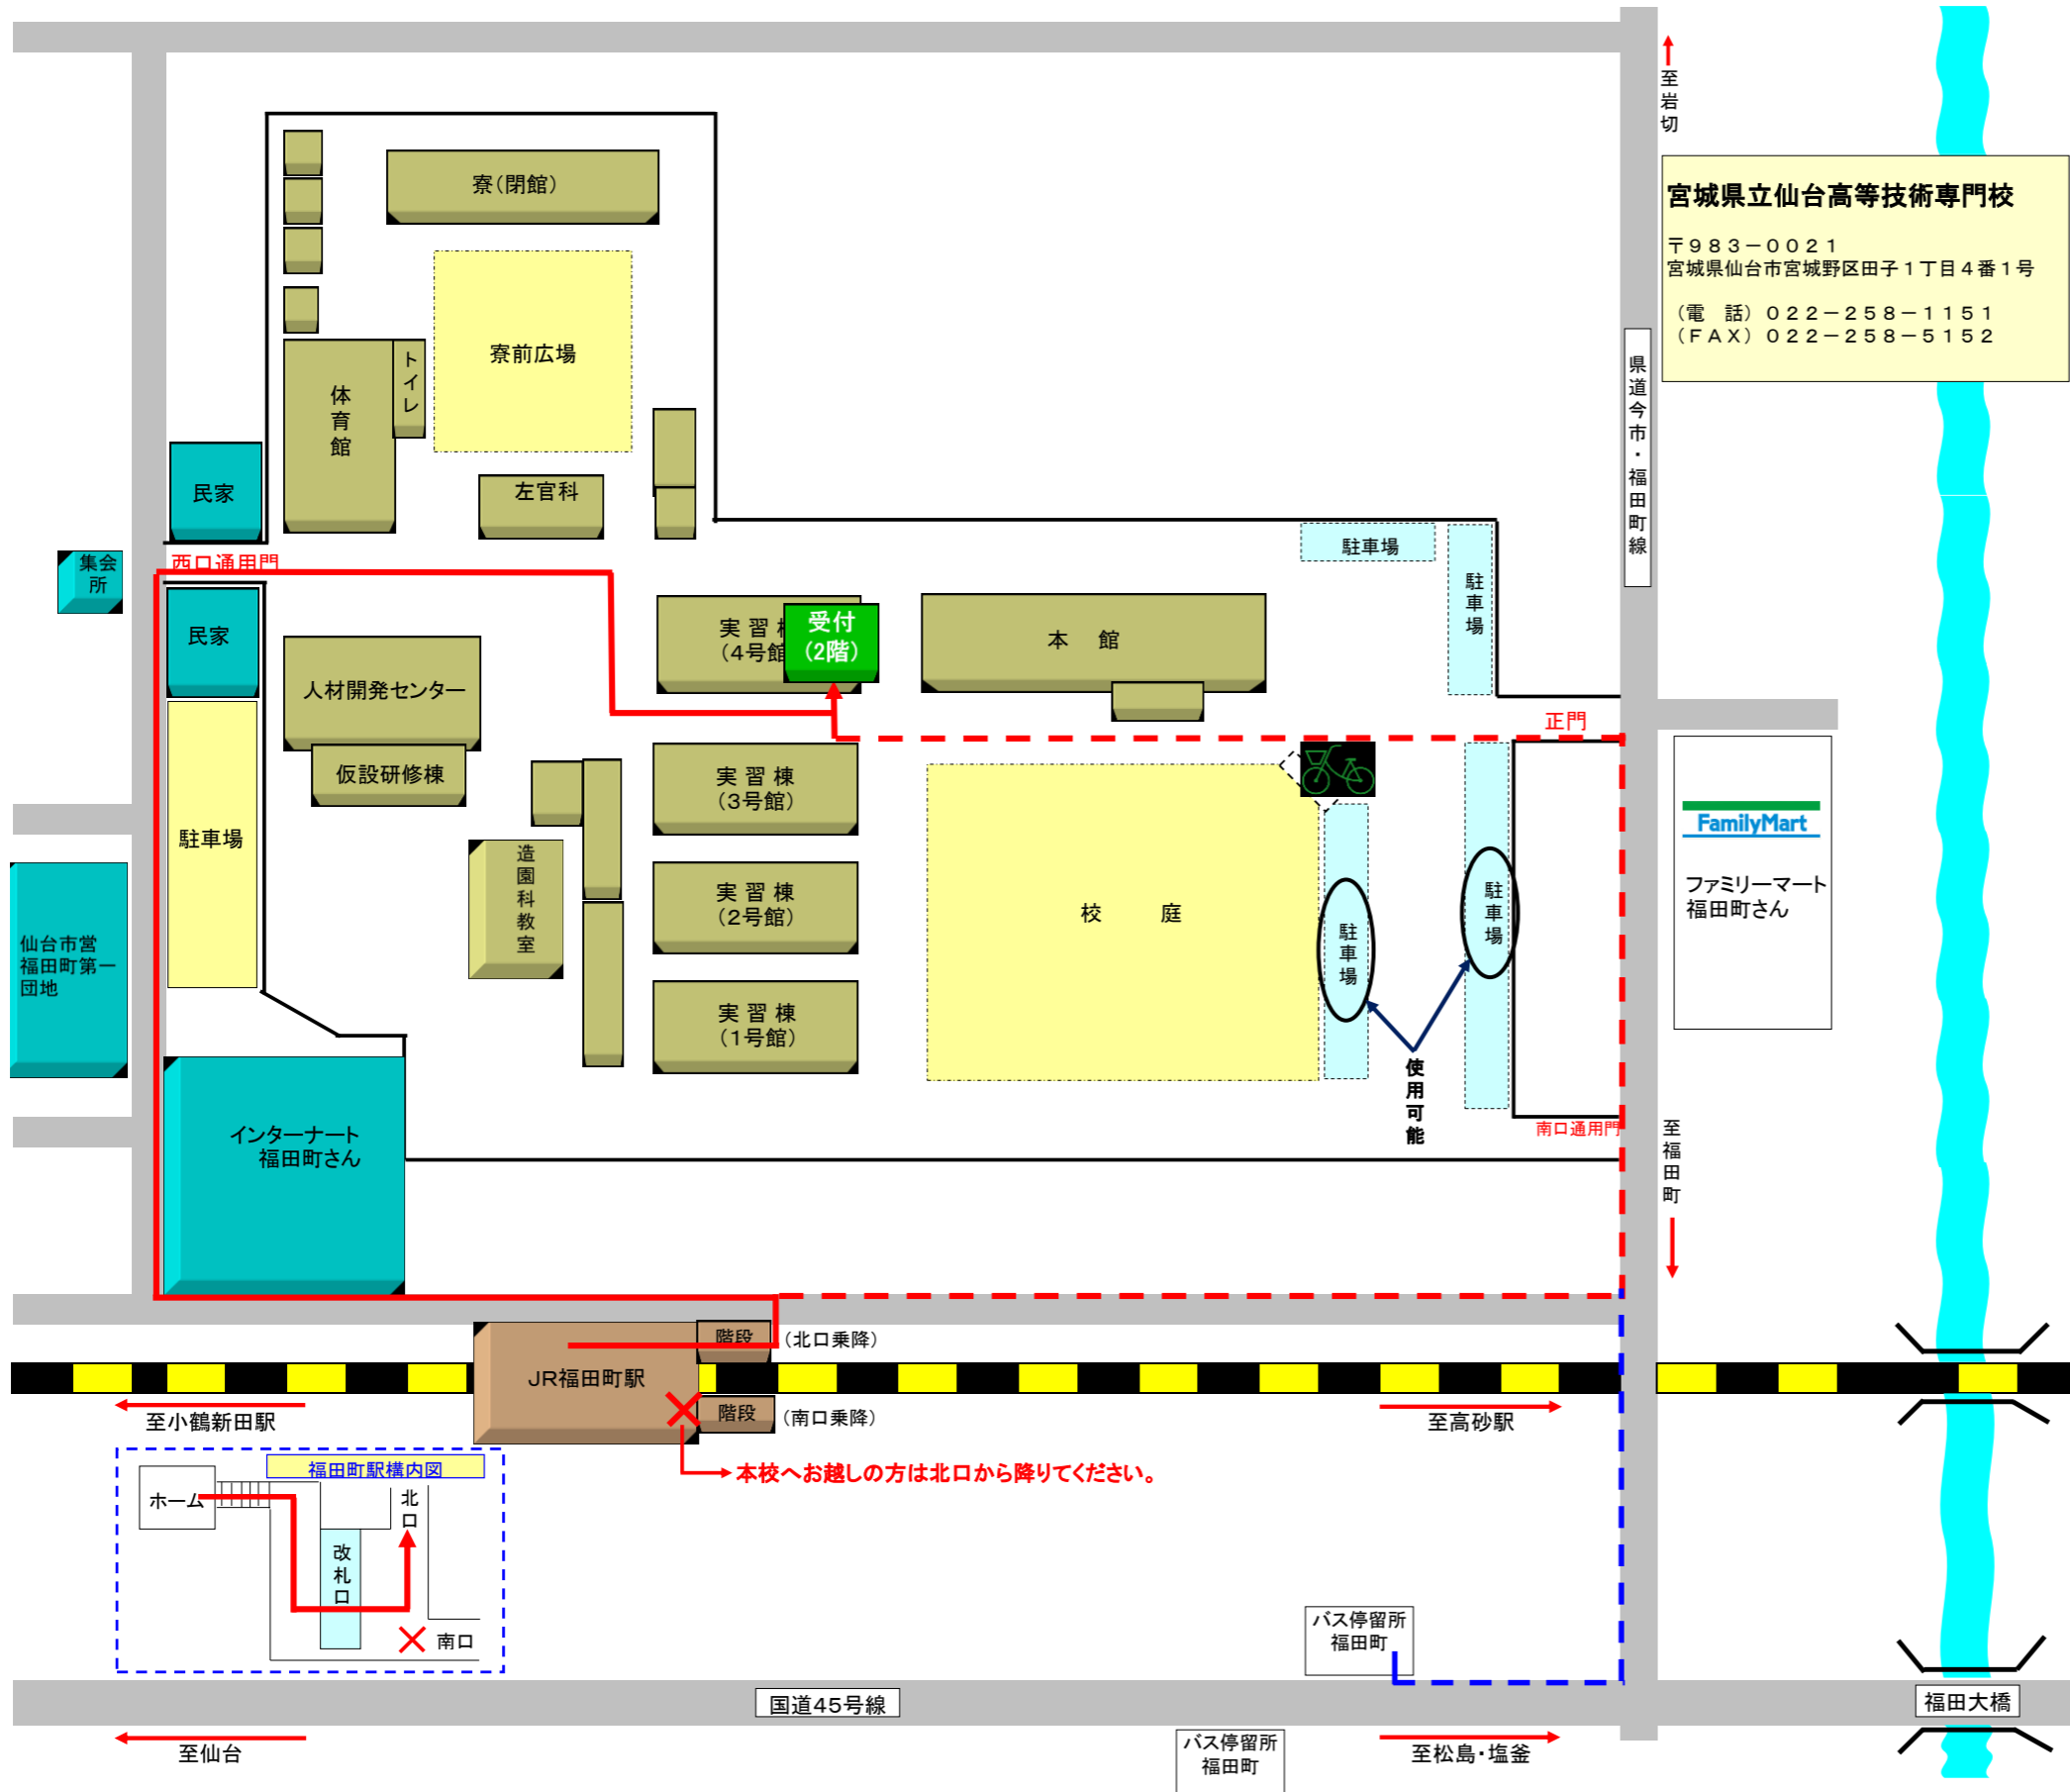 至岩切
宮城県立仙台高等技術専門校
〒983－0021
宮城県仙台市宮城野区田子1丁目4番1号
（電　話）022－258－1151
（FAX）022－258－5152
寮（閉館）
寮前広場
トイレ
体育館
県道今市・福田町線
左官科
民家
駐車場
駐車場
集会
所
西口通用門
民家
実 習 棟
（4号館
受付
（2階）
本　館
人材開発センター
正門
仮設研修棟
実 習 棟
（3号館）
FamilyMart
ファミリーマート
福田町さん
駐車場
造園科教室
実 習 棟
（2号館）
校　庭
駐車場
駐車場
仙台市営
福田町第一
団地
実 習 棟
（1号館）
使用可能
インターナート
福田町さん
南口通用門
至福田町
階段
（北口乗降）
JR福田町駅
階段
（南口乗降）
至小鶴新田駅
至高砂駅
本校へお越しの方は北口から降りてください。
福田町駅構内図
ホーム
北口
改札口
南口
バス停留所
福田町
国道45号線
福田大橋
至仙台
バス停留所
福田町
至松島・塩釜